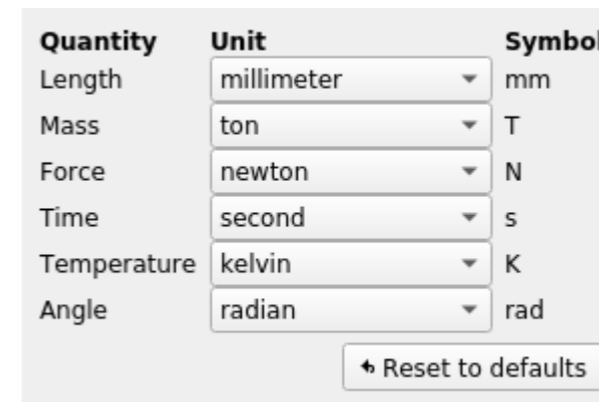 Quantity Unit Symbol
Length millimeter mm
Mass ton T
Force newton N
Time second s
Temperature kelvin K
Angle radian rad
Reset to defaults